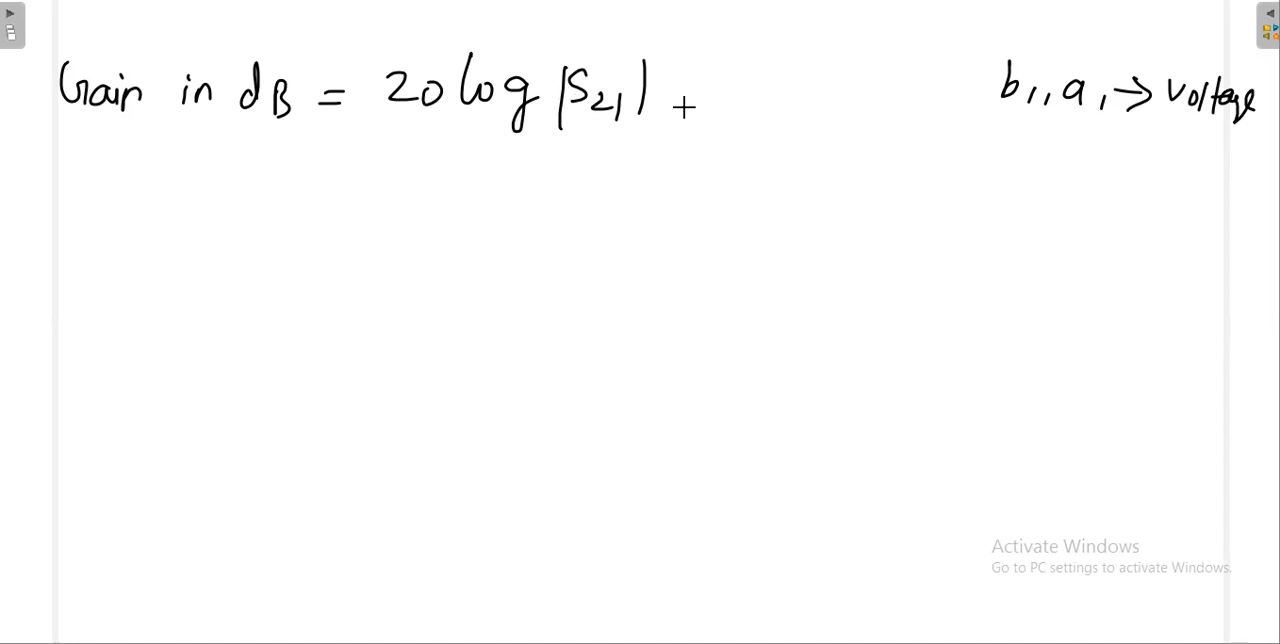 Gain in dB = 20 log |S21|
b1, a1 → voltage
Activate Windows
Go to PC settings to activate Windows.